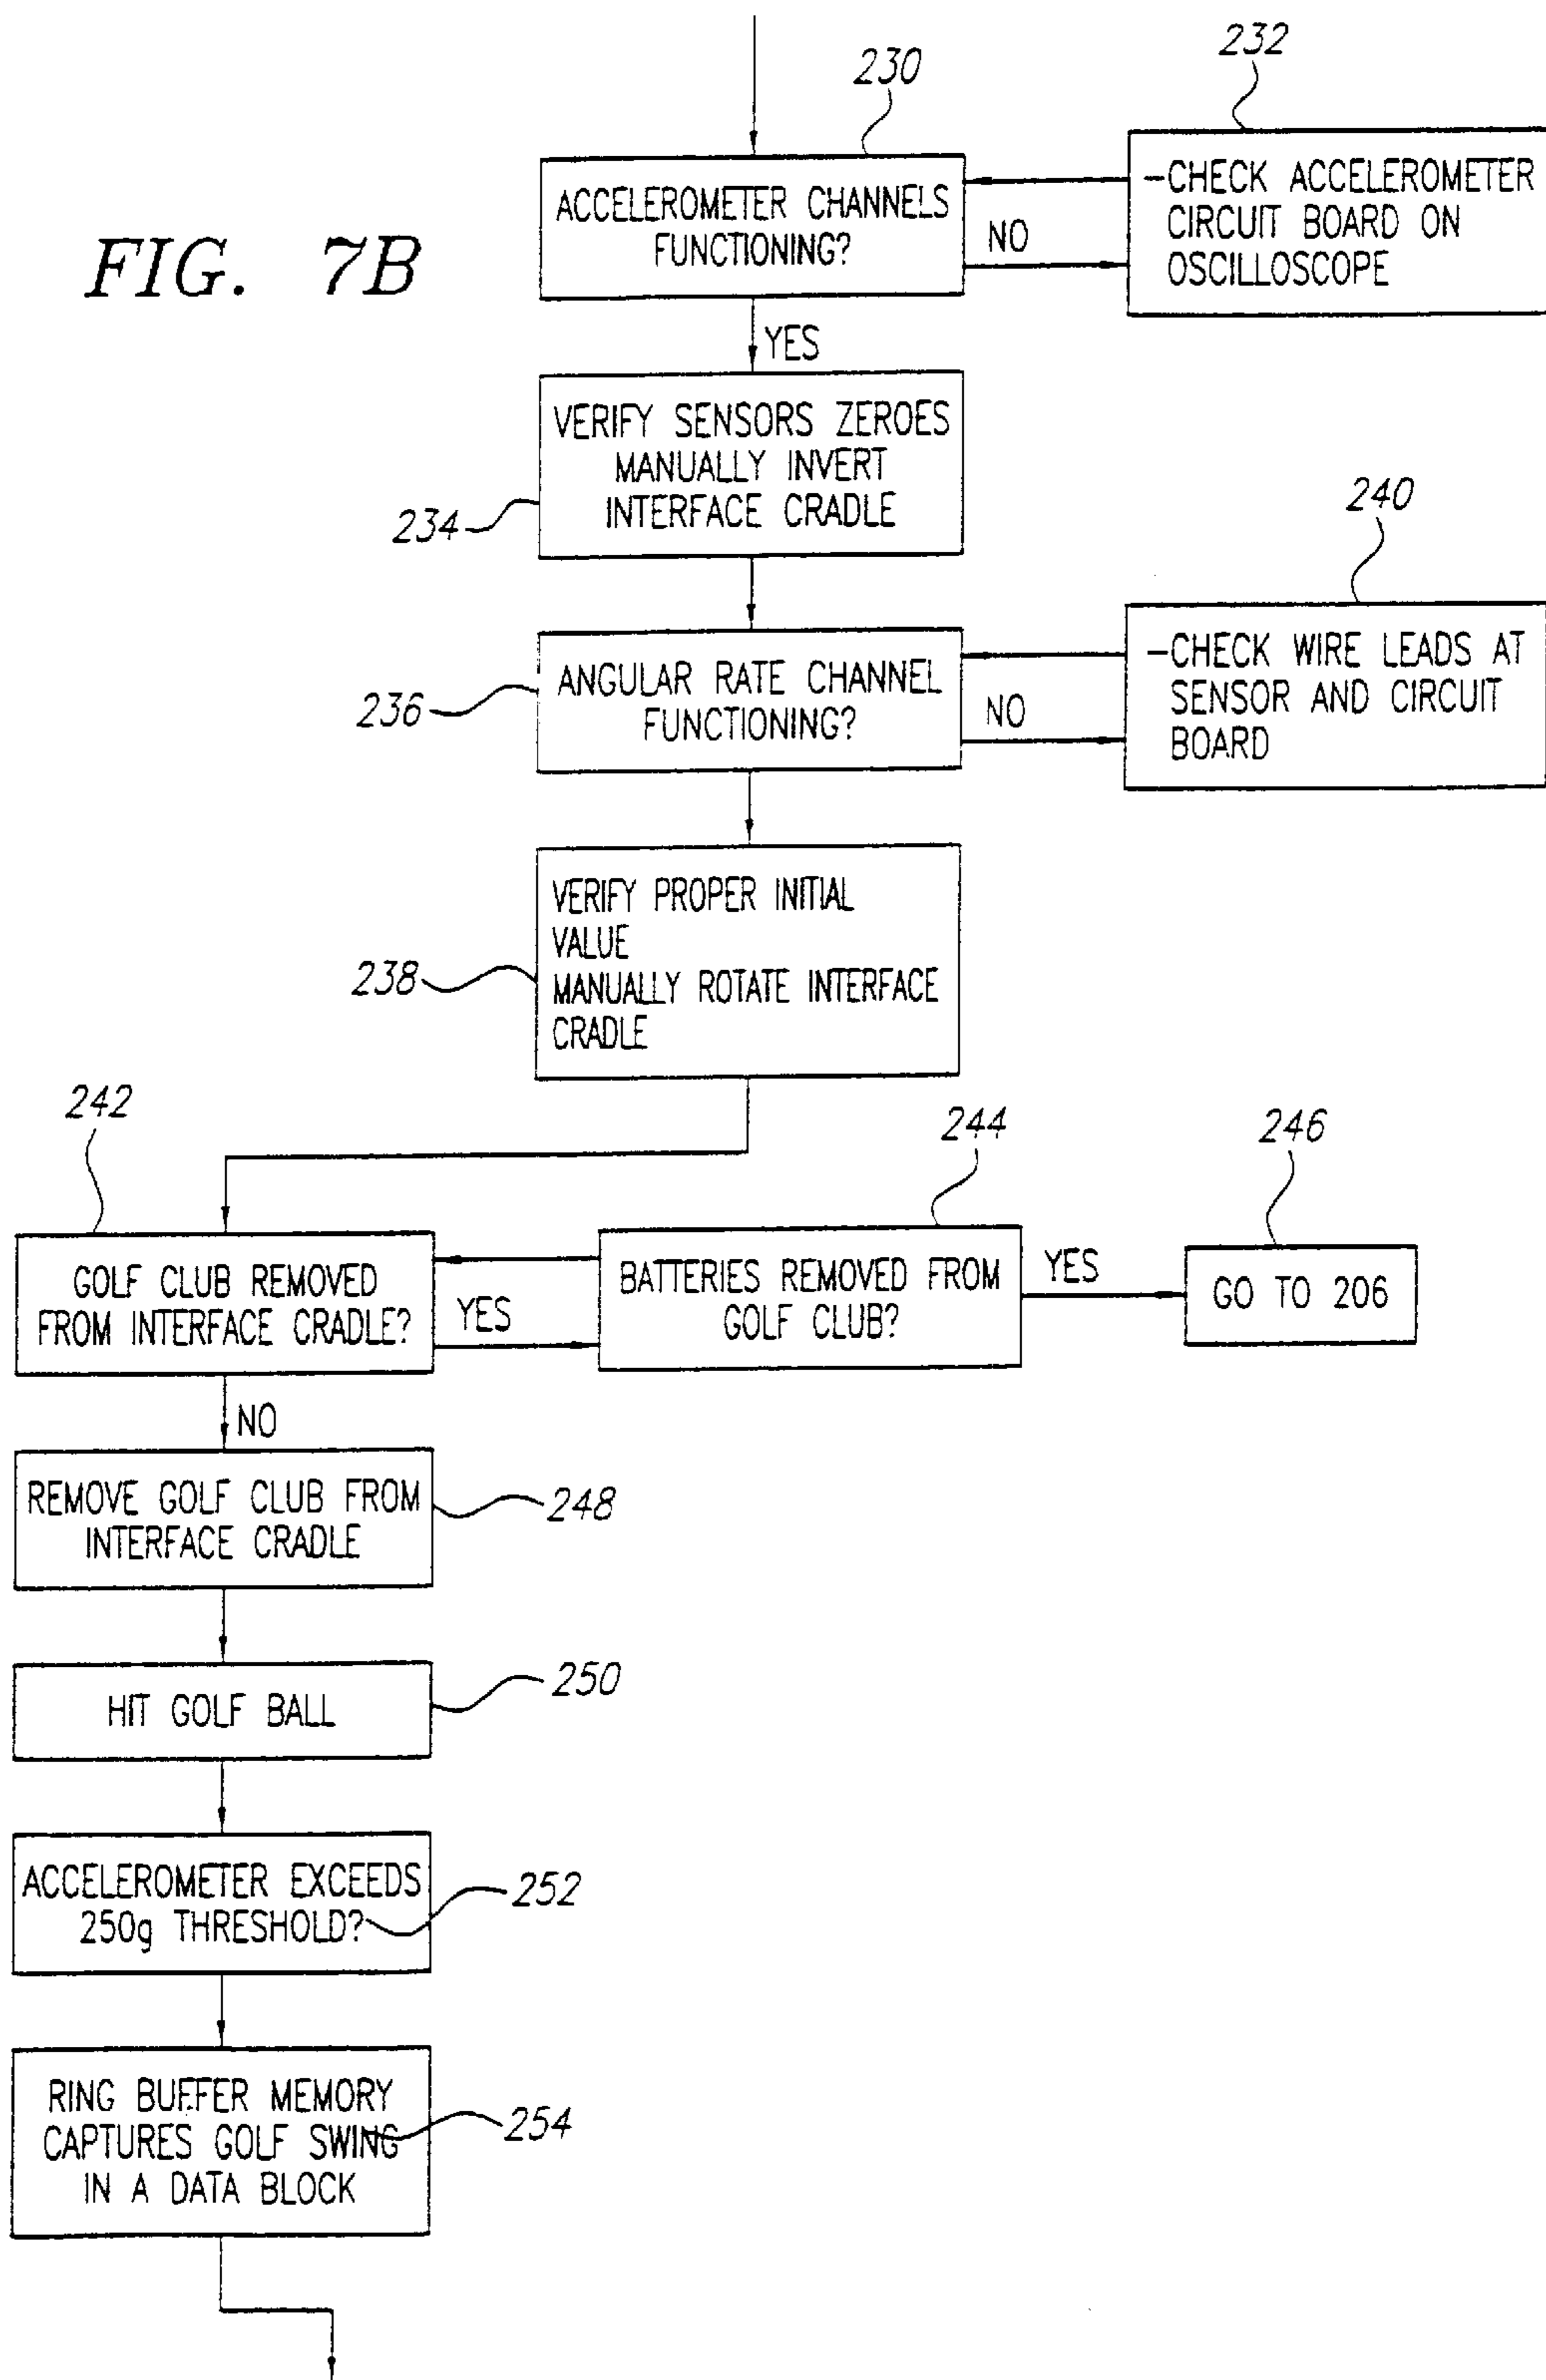 FIG. 7B
230
232
ACCELEROMETER CHANNELS
FUNCTIONING?
NO
-CHECK ACCELEROMETER
CIRCUIT BOARD ON
OSCILLOSCOPE
YES
VERIFY SENSORS ZEROES
MANUALLY INVERT
INTERFACE CRADLE
234
240
ANGULAR RATE CHANNEL
FUNCTIONING?
236
NO
-CHECK WIRE LEADS AT
SENSOR AND CIRCUIT
BOARD
VERIFY PROPER INITIAL
VALUE
MANUALLY ROTATE INTERFACE
CRADLE
238
242
244
246
GOLF CLUB REMOVED
FROM INTERFACE CRADLE?
YES
BATTERIES REMOVED FROM
GOLF CLUB?
YES
GO TO 206
NO
REMOVE GOLF CLUB FROM
INTERFACE CRADLE
248
HIT GOLF BALL
250
ACCELEROMETER EXCEEDS
250g THRESHOLD?
252
RING BUFFER MEMORY
CAPTURES GOLF SWING
IN A DATA BLOCK
254